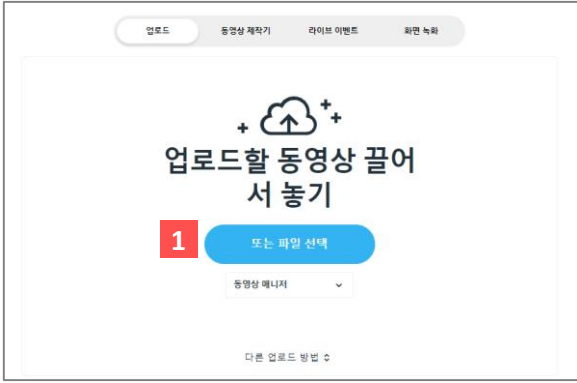 업로드 동영상 제작기 라이브 이벤트 화면 녹화
업로드할 동영상 끌어
서 놓기
1 또는 파일 선택
동영상 매니저
다른 업로드 방법